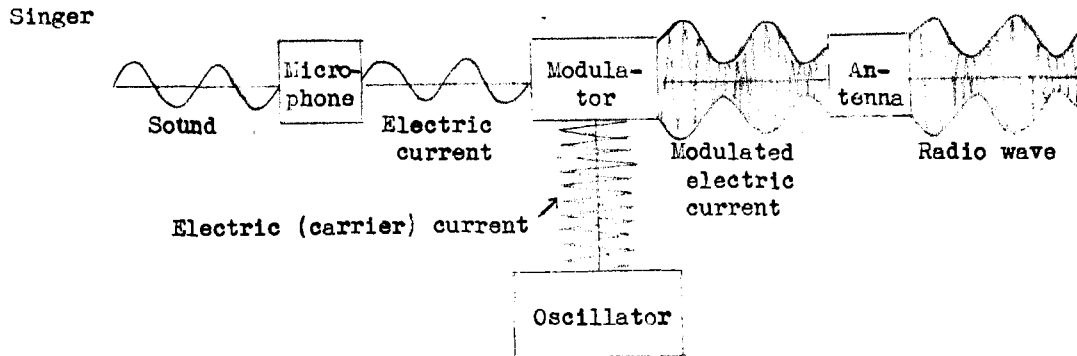 Singer
Micro-
phone
Modula-
tor
An-
tenna
Sound
Electric
current
Modulated
electric
current
Radio wave
Electric (carrier) current
Oscillator